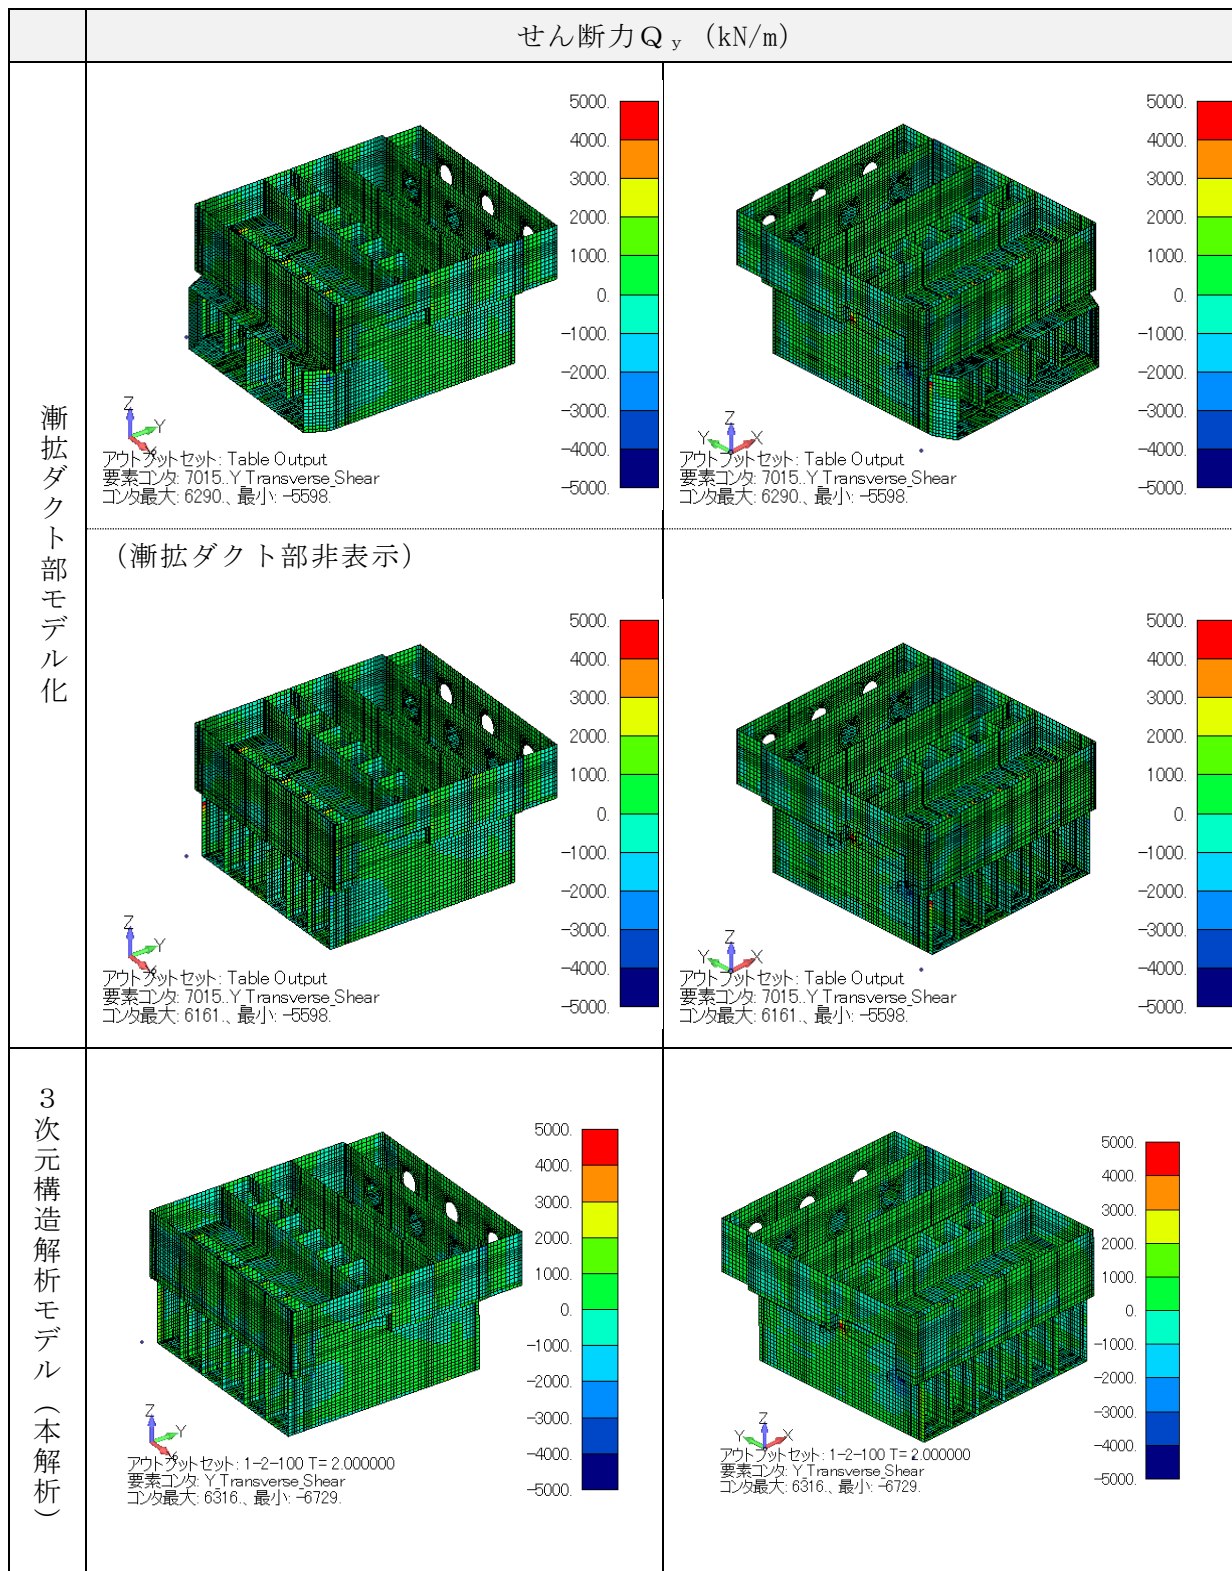 せん断力Ｑｙ (kN/m)
漸拡ダクト部モデル化
5000.
4000.
3000.
2000.
1000.
0.
-1000.
-2000.
-3000.
-4000.
-5000.
Z
Y
X
アウトプットセット: Table Output
要素コンタ: 7015..Y_Transverse_Shear
コンタ最大: 6290.、最小: -5598.
5000.
4000.
3000.
2000.
1000.
0.
-1000.
-2000.
-3000.
-4000.
-5000.
Z
Y
X
アウトプットセット: Table Output
要素コンタ: 7015..Y_Transverse_Shear
コンタ最大: 6290.、最小: -5598.
(漸拡ダクト部非表示)
5000.
4000.
3000.
2000.
1000.
0.
-1000.
-2000.
-3000.
-4000.
-5000.
Z
Y
X
アウトプットセット: Table Output
要素コンタ: 7015..Y_Transverse_Shear
コンタ最大: 6161.、最小: -5598.
5000.
4000.
3000.
2000.
1000.
0.
-1000.
-2000.
-3000.
-4000.
-5000.
Z
Y
X
アウトプットセット: Table Output
要素コンタ: 7015..Y_Transverse_Shear
コンタ最大: 6161.、最小: -5598.
３次元構造解析モデル（本解析）
5000.
4000.
3000.
2000.
1000.
0.
-1000.
-2000.
-3000.
-4000.
-5000.
Z
Y
X
アウトプットセット: 1-2-100 T= 2.000000
要素コンタ: Y_Transverse_Shear
コンタ最大: 6316.、最小: -6729.
5000.
4000.
3000.
2000.
1000.
0.
-1000.
-2000.
-3000.
-4000.
-5000.
Z
Y
X
アウトプットセット: 1-2-100 T= 2.000000
要素コンタ: Y_Transverse_Shear
コンタ最大: 6316.、最小: -6729.